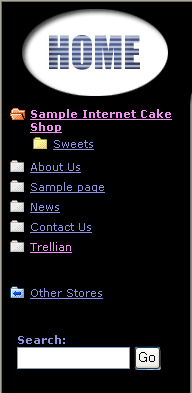 HOME
Sample Internet Cake
Shop
Sweets
About Us
Sample page
News
Contact Us
Trellian
Other Stores
Search:
Go